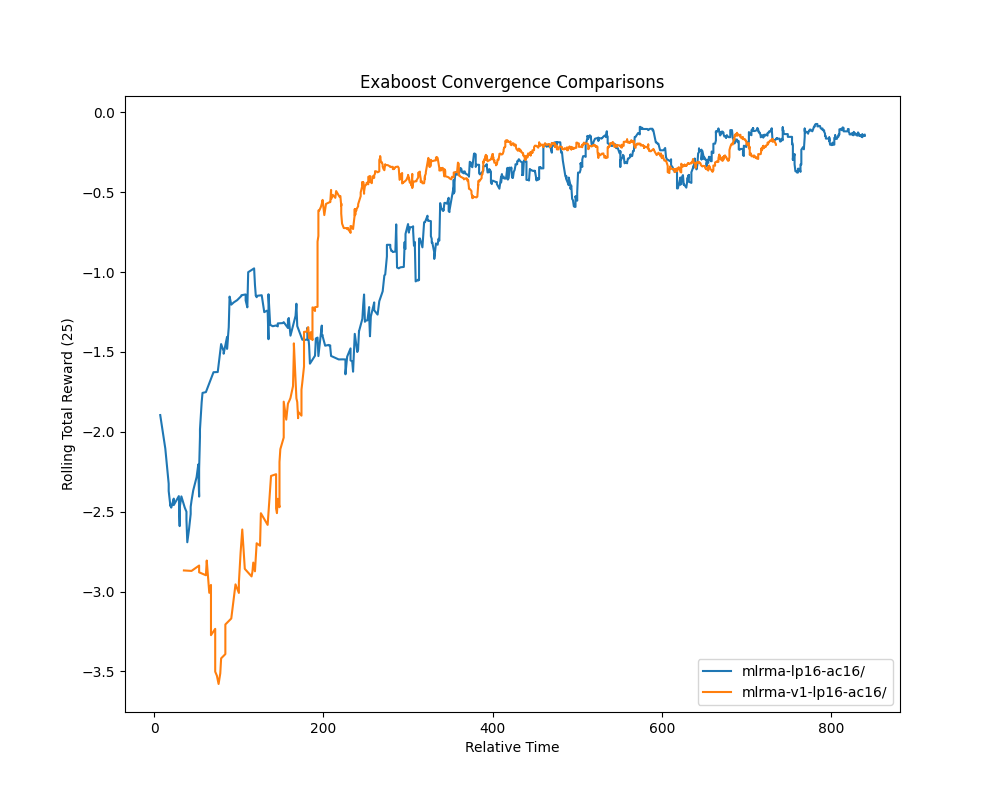 Exaboost Convergence Comparisons
Rolling Total Reward (25)
0.0
−0.5
−1.0
−1.5
−2.0
−2.5
−3.0
−3.5
0
200
400
600
800
Relative Time
mlrma-lp16-ac16/
mlrma-v1-lp16-ac16/